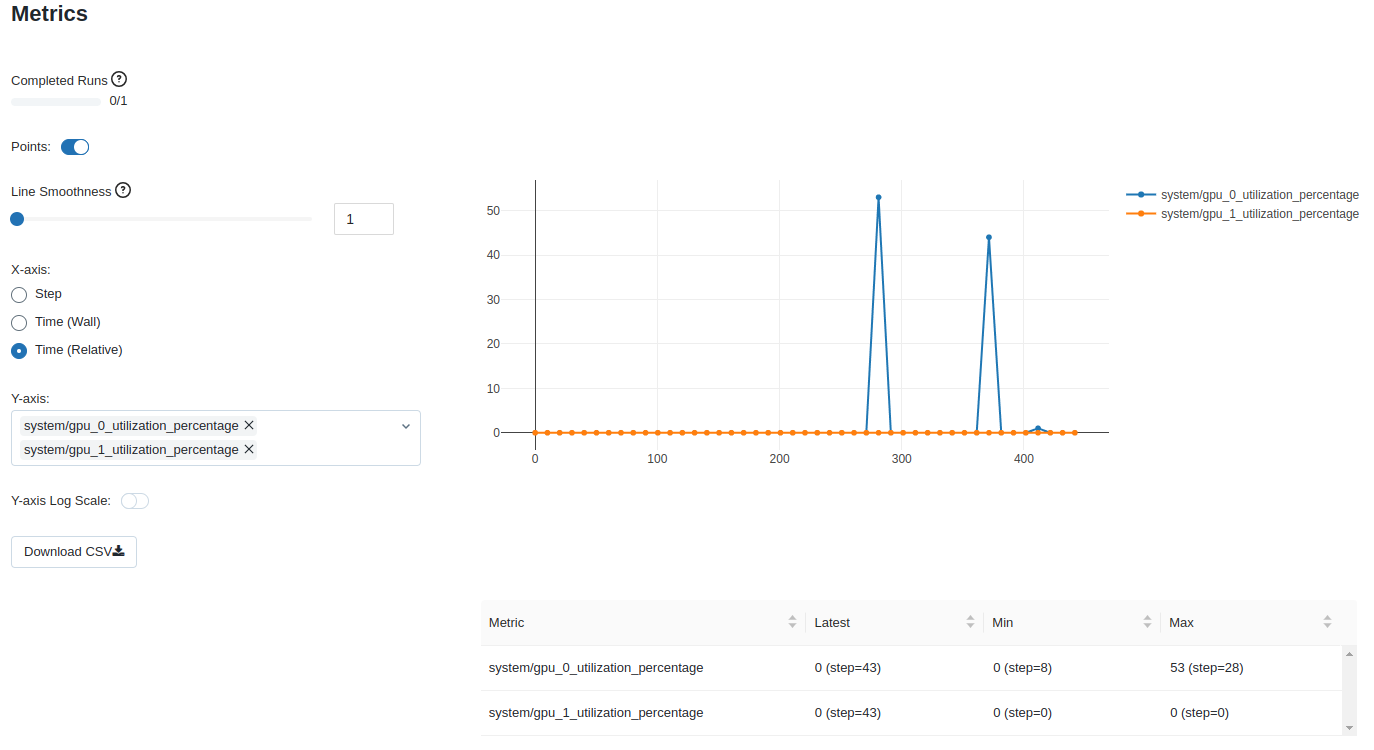 Metrics
Completed Runs ?
0/1
Points:
Line Smoothness ?
1
X-axis:
Step
Time (Wall)
Time (Relative)
Y-axis:
system/gpu_0_utilization_percentage
system/gpu_1_utilization_percentage
Y-axis Log Scale:
Download CSV
50
40
30
20
10
0
0 100 200 300 400
system/gpu_0_utilization_percentage
system/gpu_1_utilization_percentage
Metric Latest Min Max
system/gpu_0_utilization_percentage 0 (step=43) 0 (step=8) 53 (step=28)
system/gpu_1_utilization_percentage 0 (step=43) 0 (step=0) 0 (step=0)